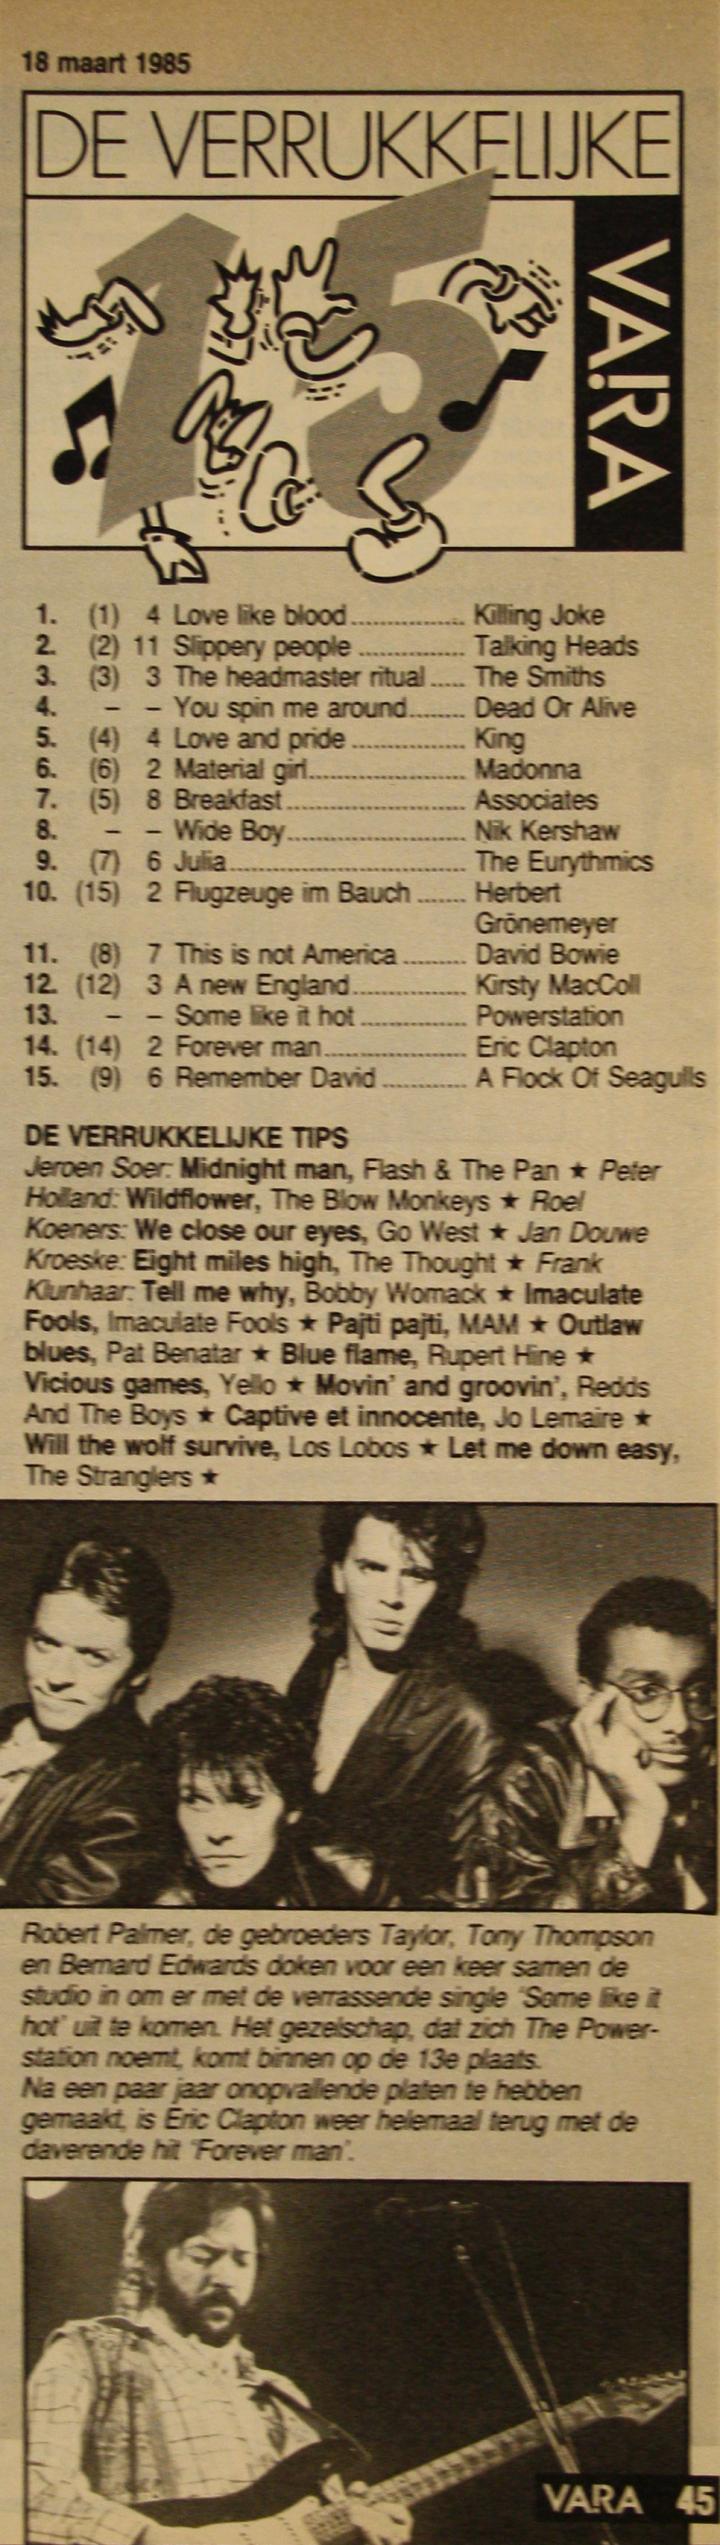 18 maart 1985
DE VERRUKKELIJKE
15
VARA
1. (1) 4 Love like blood.................. Killing Joke
2. (2) 11 Slippery people ................. Talking Heads
3. (3) 3 The headmaster ritual ..... The Smiths
4. – – You spin me around........ Dead Or Alive
5. (4) 4 Love and pride .................. King
6. (6) 2 Material girl......................... Madonna
7. (5) 8 Breakfast............................ Associates
8. – – Wide Boy............................ Nik Kershaw
9. (7) 6 Julia..................................... The Eurythmics
10. (15) 2 Flugzeuge im Bauch ....... Herbert
Grönemeyer
11. (8) 7 This is not America .......... David Bowie
12. (12) 3 A new England.................. Kirsty MacColl
13. – – Some like it hot ................. Powerstation
14. (14) 2 Forever man....................... Eric Clapton
15. (9) 6 Remember David ............. A Flock Of Seagulls
DE VERRUKKELIJKE TIPS
Jeroen Soer: Midnight man, Flash & The Pan ★ Peter
Holland: Wildflower, The Blow Monkeys ★ Roel
Koeners: We close our eyes, Go West ★ Jan Douwe
Kroeske: Eight miles high, The Thought ★ Frank
Klunhaar: Tell me why, Bobby Womack ★ Imaculate
Fools, Imaculate Fools ★ Pajti pajti, MAM ★ Outlaw
blues, Pat Benatar ★ Blue flame, Rupert Hine ★
Vicious games, Yello ★ Movin' and groovin', Redds
And The Boys ★ Captive et innocente, Jo Lemaire ★
Will the wolf survive, Los Lobos ★ Let me down easy,
The Stranglers ★
Robert Palmer, de gebroeders Taylor, Tony Thompson
en Bernard Edwards doken voor een keer samen de
studio in om er met de verrassende single 'Some like it
hot' uit te komen. Het gezelschap, dat zich The Power-
station noemt, komt binnen op de 13e plaats.
Na een paar jaar onopvallende platen te hebben
gemaakt, is Eric Clapton weer helemaal terug met de
daverende hit 'Forever man'.
VARA 45